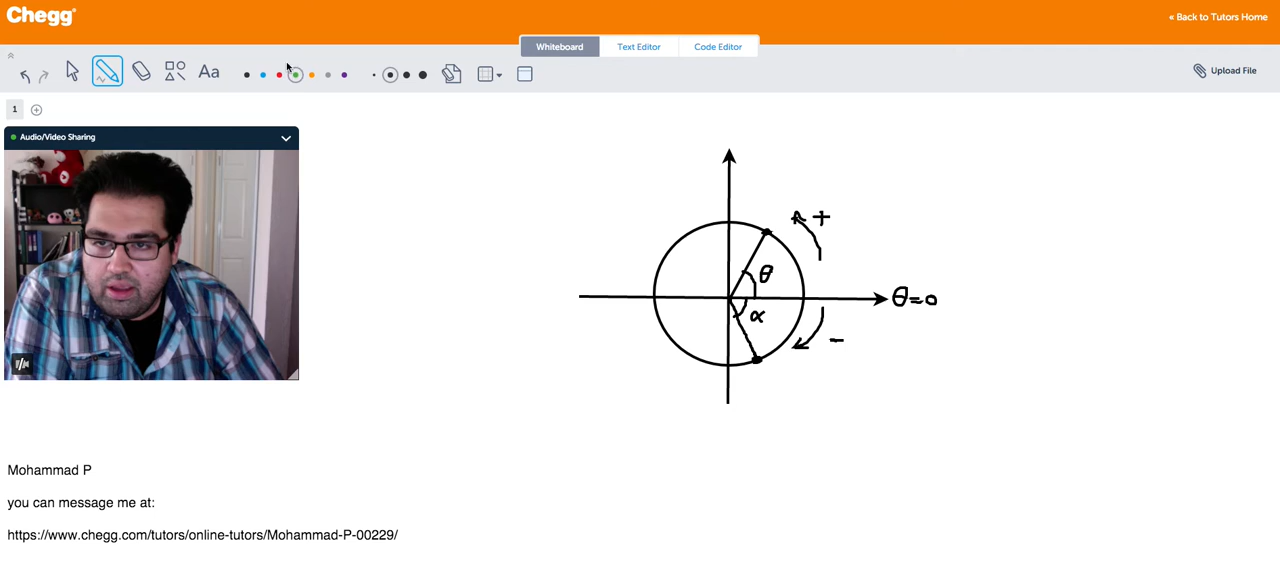 Chegg®
« Back to Tutors Home
Whiteboard
Text Editor
Code Editor
Aa
Upload File
1
Audio/Video Sharing
+
θ
θ=0
α
-
Mohammad P
you can message me at:
https://www.chegg.com/tutors/online-tutors/Mohammad-P-00229/